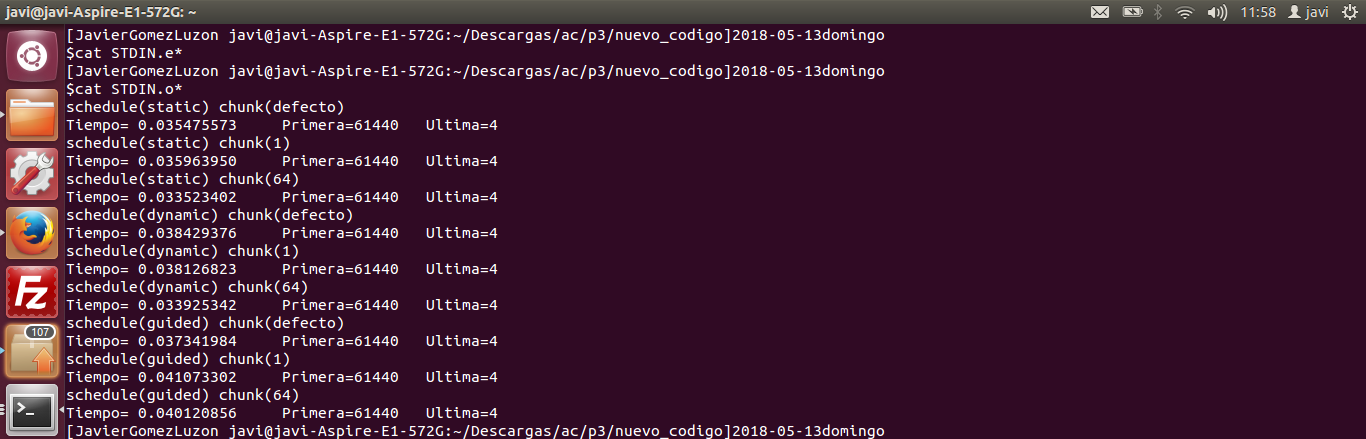 javi@javi-Aspire-E1-572G: ~ 11:58 javi
[JavierGomezLuzon javi@javi-Aspire-E1-572G:~/Descargas/ac/p3/nuevo_codigo]2018-05-13domingo
$cat STDIN.e*
[JavierGomezLuzon javi@javi-Aspire-E1-572G:~/Descargas/ac/p3/nuevo_codigo]2018-05-13domingo
$cat STDIN.o*
schedule(static) chunk(defecto)
Tiempo= 0.035475573 Primera=61440 Ultima=4
schedule(static) chunk(1)
Tiempo= 0.035963950 Primera=61440 Ultima=4
schedule(static) chunk(64)
Tiempo= 0.033523402 Primera=61440 Ultima=4
schedule(dynamic) chunk(defecto)
Tiempo= 0.038429376 Primera=61440 Ultima=4
schedule(dynamic) chunk(1)
Tiempo= 0.038126823 Primera=61440 Ultima=4
schedule(dynamic) chunk(64)
Tiempo= 0.033925342 Primera=61440 Ultima=4
schedule(guided) chunk(defecto)
Tiempo= 0.037341984 Primera=61440 Ultima=4
schedule(guided) chunk(1)
Tiempo= 0.041073302 Primera=61440 Ultima=4
schedule(guided) chunk(64)
Tiempo= 0.040120856 Primera=61440 Ultima=4
[JavierGomezLuzon javi@javi-Aspire-E1-572G:~/Descargas/ac/p3/nuevo_codigo]2018-05-13domingo
Fz
107
>_